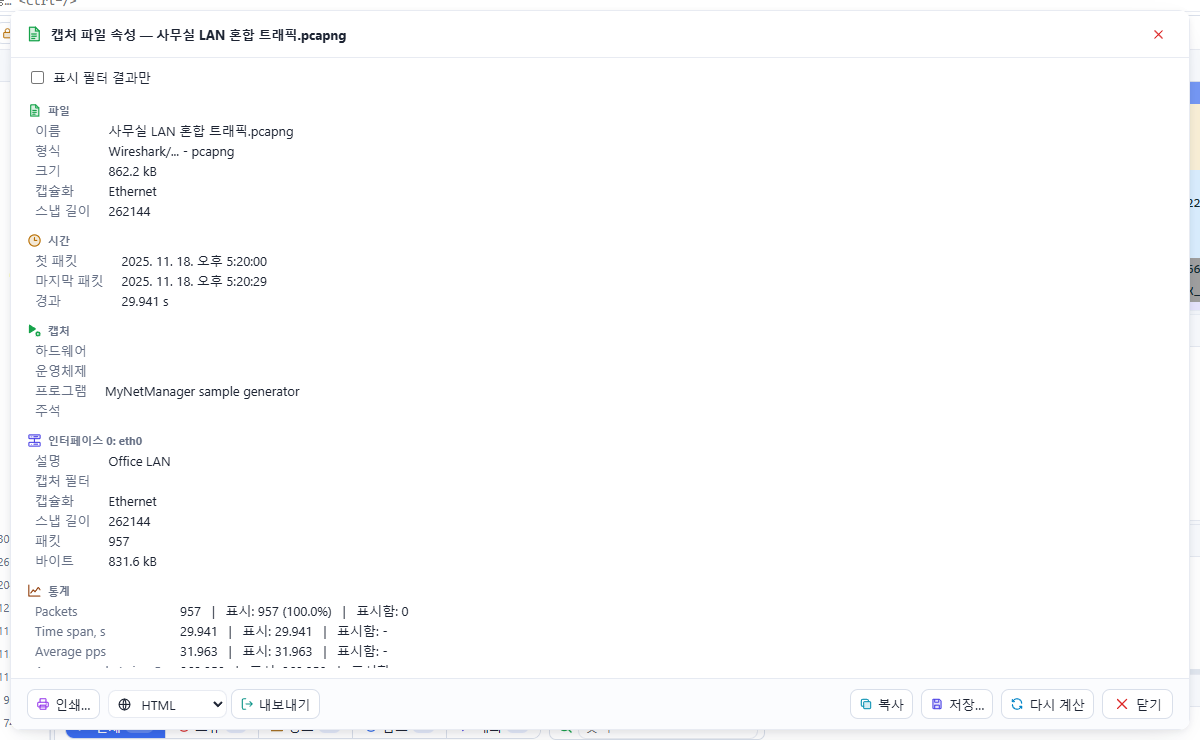 캡처 파일 속성 — 사무실 LAN 혼합 트래픽.pcapng
표시 필터 결과만
파일
이름 사무실 LAN 혼합 트래픽.pcapng
형식 Wireshark/... - pcapng
크기 862.2 kB
캡슐화 Ethernet
스냅 길이 262144
시간
첫 패킷 2025. 11. 18. 오후 5:20:00
마지막 패킷 2025. 11. 18. 오후 5:20:29
경과 29.941 s
캡처
하드웨어
운영체제
프로그램 MyNetManager sample generator
주석
인터페이스 0: eth0
설명 Office LAN
캡처 필터
캡슐화 Ethernet
스냅 길이 262144
패킷 957
바이트 831.6 kB
통계
Packets 957 | 표시: 957 (100.0%) | 표시함: 0
Time span, s 29.941 | 표시: 29.941 | 표시함: -
Average pps 31.963 | 표시: 31.963 | 표시함: -
인쇄... HTML 내보내기 복사 저장... 다시 계산 닫기